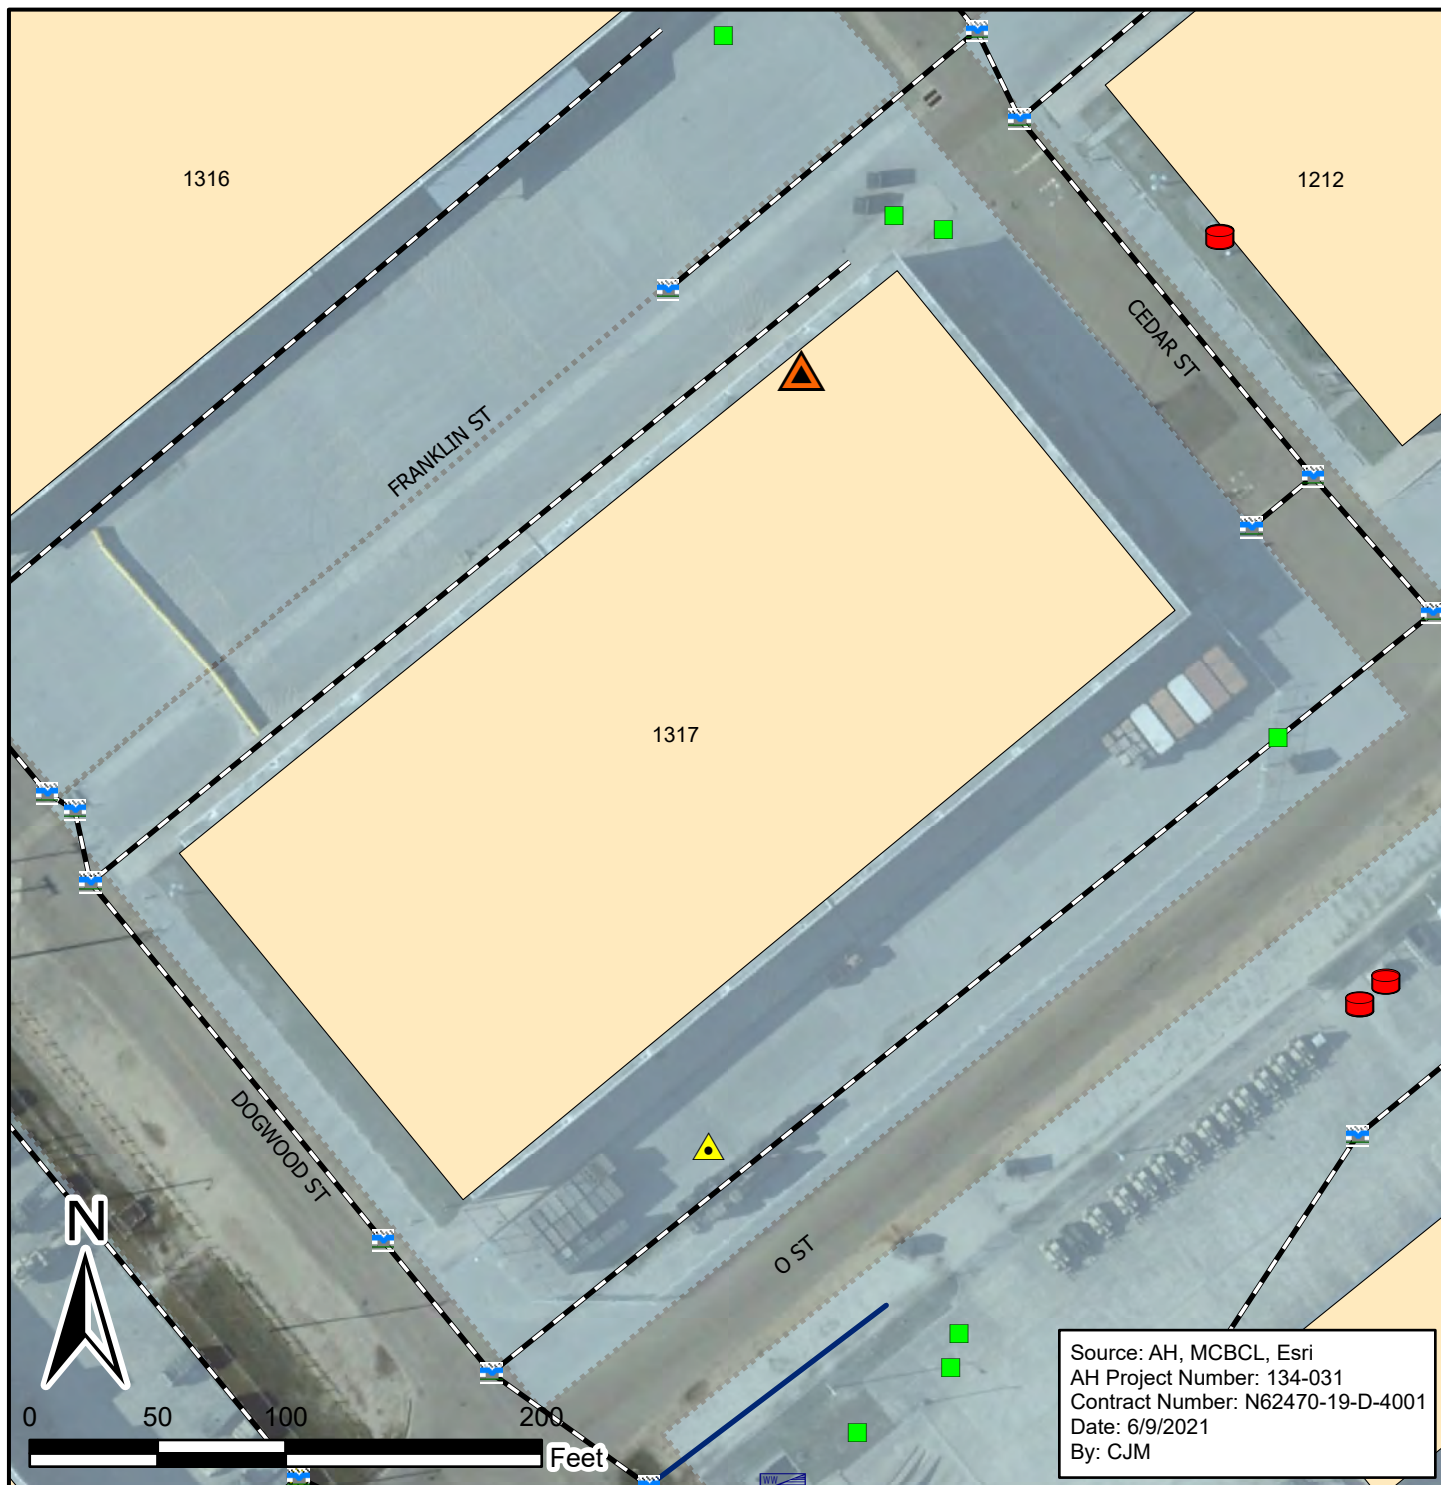 1316
1212
CEDAR ST
FRANKLIN ST
1317
DOGWOOD ST
O ST
N
0 50 100 200
Feet
WW
Source: AH, MCBCL, Esri
AH Project Number: 134-031
Contract Number: N62470-19-D-4001
Date: 6/9/2021
By: CJM